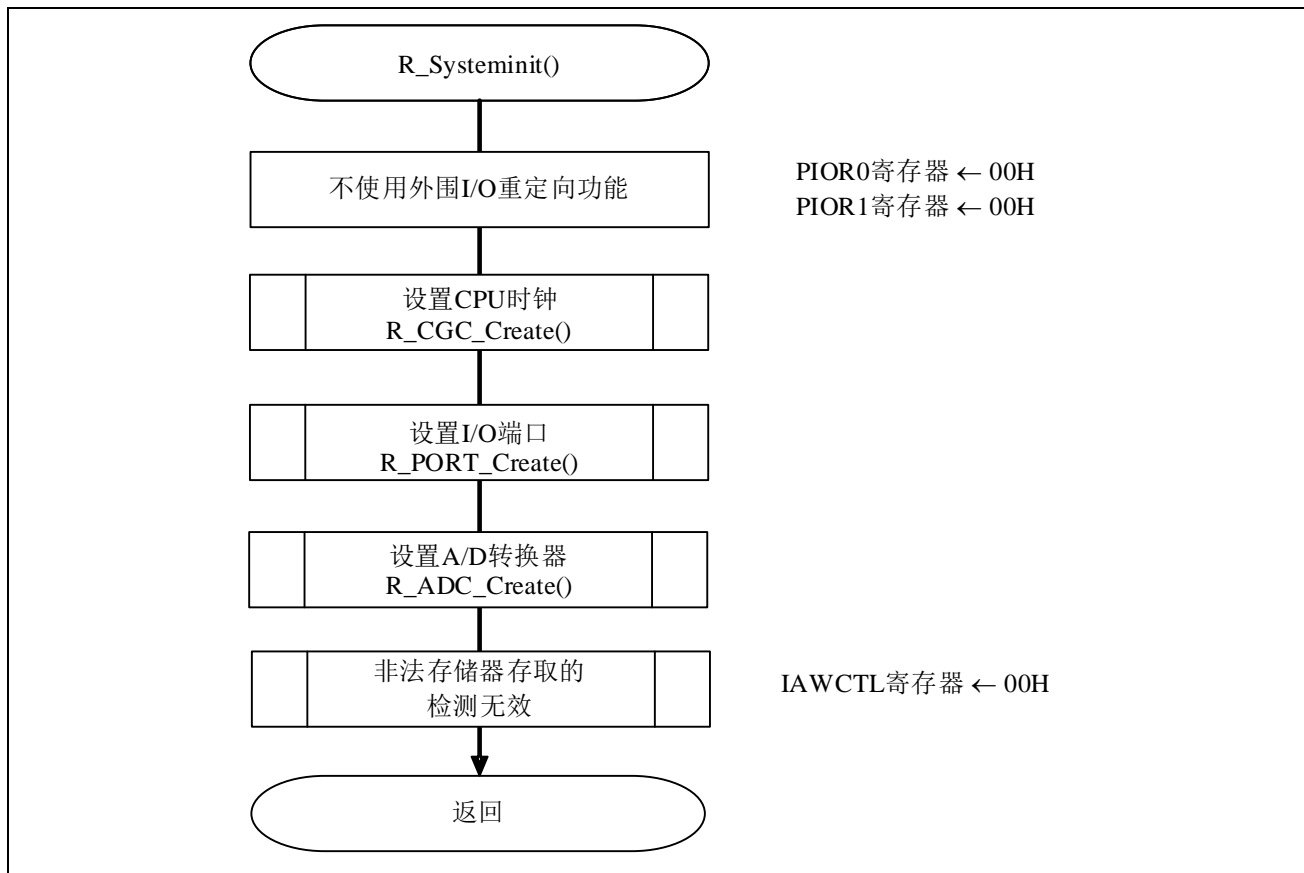 R_Systeminit()
不使用外围I/O重定向功能
PIOR0寄存器 ← 00H
PIOR1寄存器 ← 00H
设置CPU时钟
R_CGC_Create()
设置I/O端口
R_PORT_Create()
设置A/D转换器
R_ADC_Create()
非法存储器存取的
检测无效
IAWCTL寄存器 ← 00H
返回